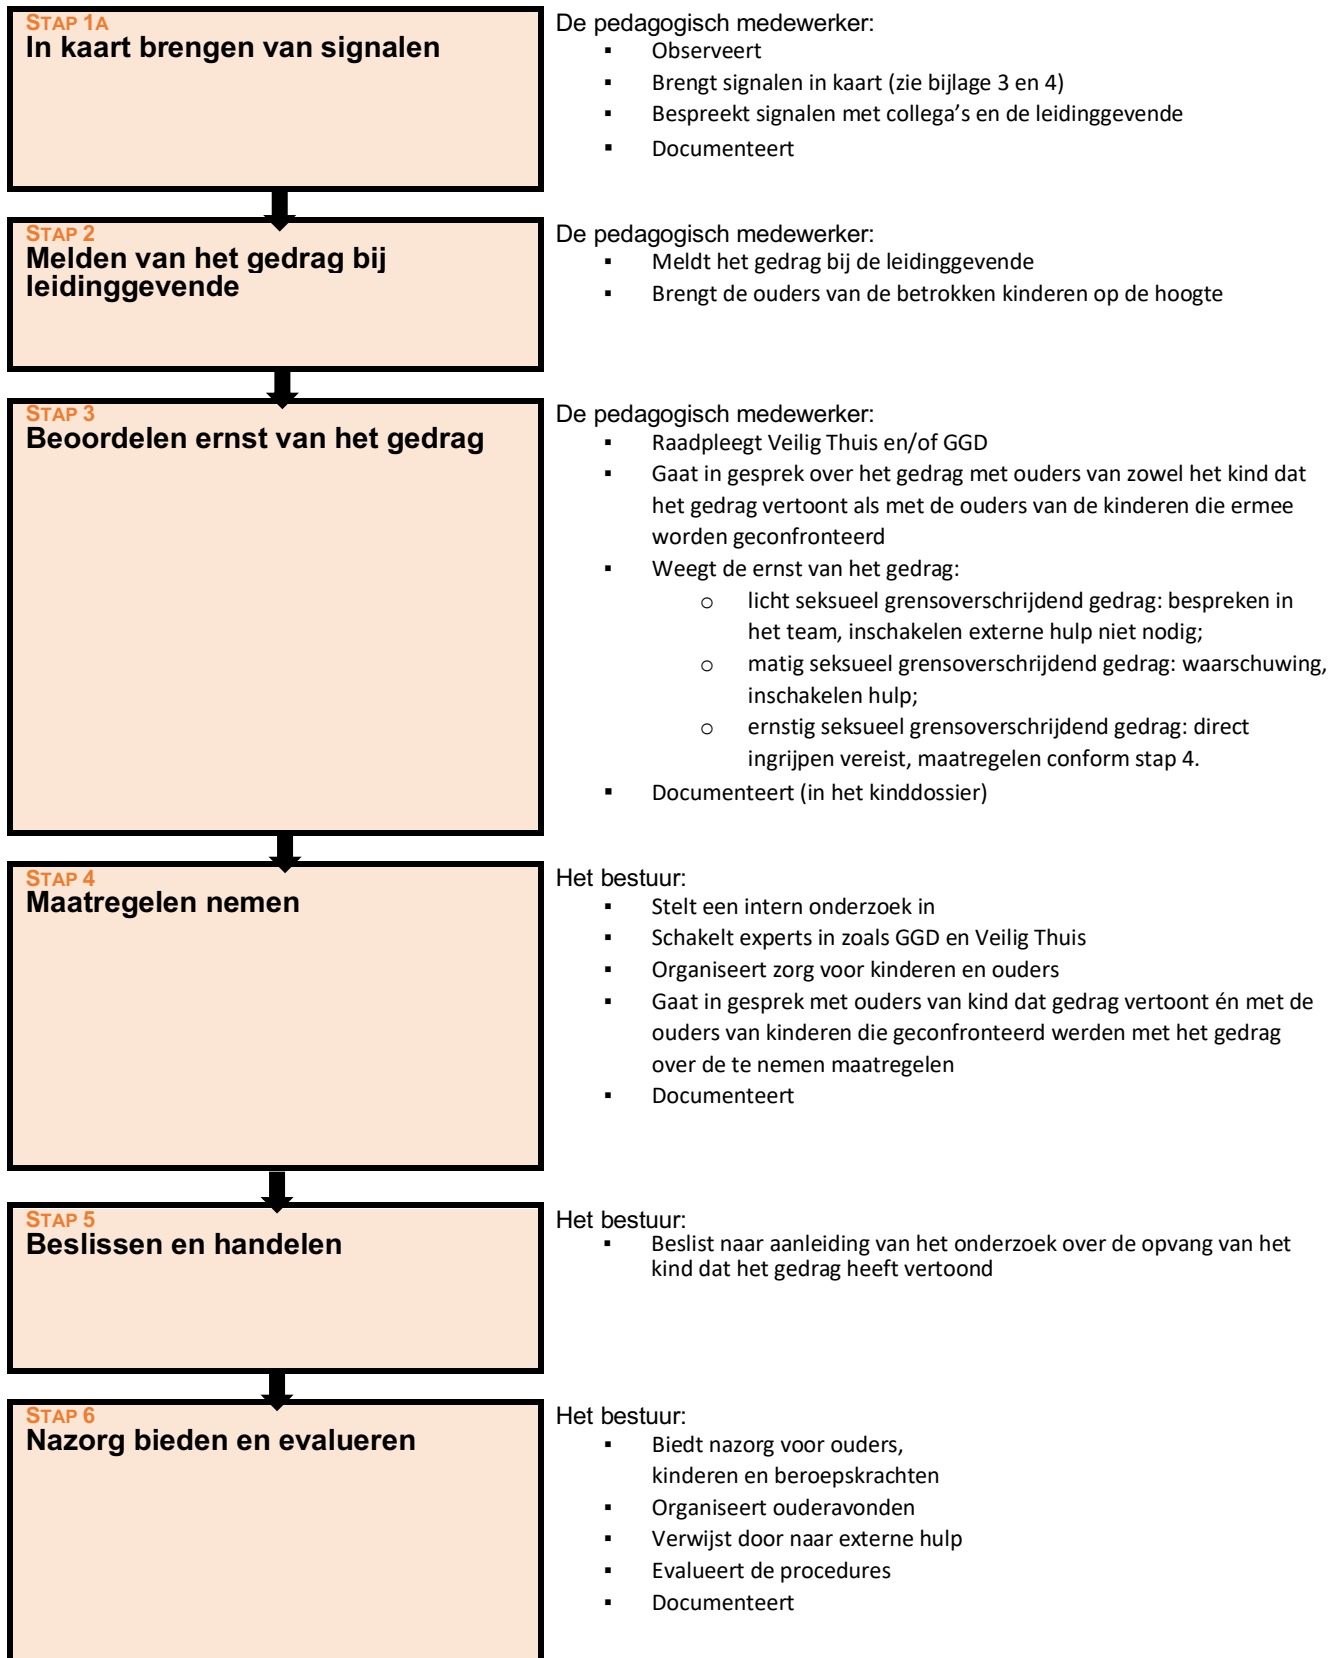 STAP 1A
In kaart brengen van signalen
De pedagogisch medewerker:
▪ Observeert
▪ Brengt signalen in kaart (zie bijlage 3 en 4)
▪ Bespreekt signalen met collega’s en de leidinggevende
▪ Documenteert
STAP 2
Melden van het gedrag bij
leidinggevende
De pedagogisch medewerker:
▪ Meldt het gedrag bij de leidinggevende
▪ Brengt de ouders van de betrokken kinderen op de hoogte
STAP 3
Beoordelen ernst van het gedrag
De pedagogisch medewerker:
▪ Raadpleegt Veilig Thuis en/of GGD
▪ Gaat in gesprek over het gedrag met ouders van zowel het kind dat
het gedrag vertoont als met de ouders van de kinderen die ermee
worden geconfronteerd
▪ Weegt de ernst van het gedrag:
o licht seksueel grensoverschrijdend gedrag: bespreken in
het team, inschakelen externe hulp niet nodig;
o matig seksueel grensoverschrijdend gedrag: waarschuwing,
inschakelen hulp;
o ernstig seksueel grensoverschrijdend gedrag: direct
ingrijpen vereist, maatregelen conform stap 4.
▪ Documenteert (in het kinddossier)
STAP 4
Maatregelen nemen
Het bestuur:
▪ Stelt een intern onderzoek in
▪ Schakelt experts in zoals GGD en Veilig Thuis
▪ Organiseert zorg voor kinderen en ouders
▪ Gaat in gesprek met ouders van kind dat gedrag vertoont én met de
ouders van kinderen die geconfronteerd werden met het gedrag
over de te nemen maatregelen
▪ Documenteert
STAP 5
Beslissen en handelen
Het bestuur:
▪ Beslist naar aanleiding van het onderzoek over de opvang van het
kind dat het gedrag heeft vertoond
STAP 6
Nazorg bieden en evalueren
Het bestuur:
▪ Biedt nazorg voor ouders,
kinderen en beroepskrachten
▪ Organiseert ouderavonden
▪ Verwijst door naar externe hulp
▪ Evalueert de procedures
▪ Documenteert